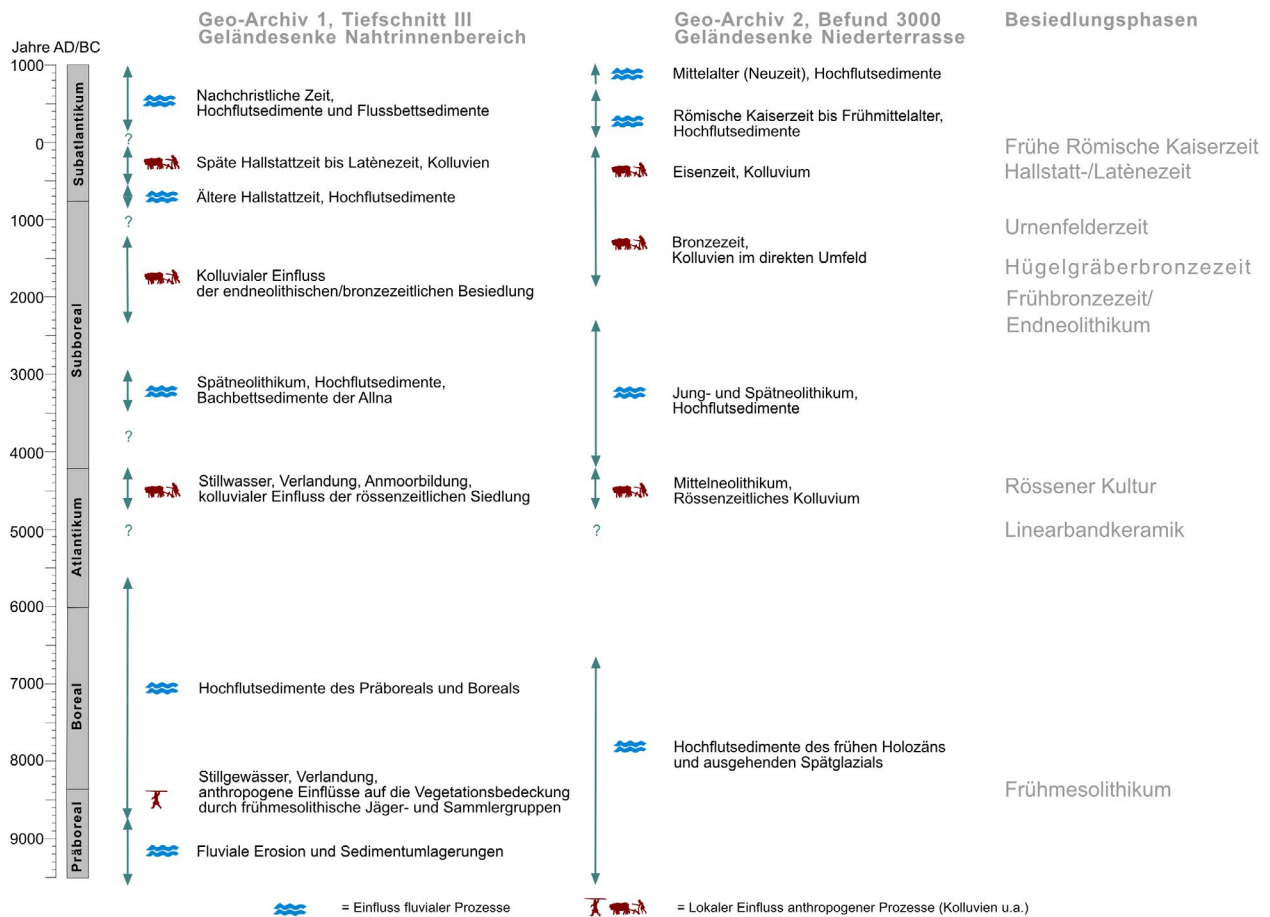 Geo-Archiv 1, Tiefschnitt III
Geländesenke Nahtrinnenbereich
Geo-Archiv 2, Befund 3000
Geländesenke Niederterrasse
Besiedlungsphasen
Jahre AD/BC
1000
0
1000
2000
3000
4000
5000
6000
7000
8000
9000
Subatlantikum
Subboreal
Atlantikum
Boreal
Präboreal
Nachchristliche Zeit,
Hochflutsedimente und Flussbettsedimente
?
Späte Hallstattzeit bis Latènezeit, Kolluvien
Ältere Hallstattzeit, Hochflutsedimente
?
Kolluvialer Einfluss
der endneolithischen/bronzezeitlichen Besiedlung
Spätneolithikum, Hochflutsedimente,
Bachbettsedimente der Allna
?
Stillwasser, Verlandung, Anmoorbildung,
kolluvialer Einfluss der rössenzeitlichen Siedlung
?
Hochflutsedimente des Präboreals und Boreals
Stillgewässer, Verlandung,
anthropogene Einflüsse auf die Vegetationsbedeckung
durch frühmesolithische Jäger- und Sammlergruppen
Fluviale Erosion und Sedimentumlagerungen
Mittelalter (Neuzeit), Hochflutsedimente
Römische Kaiserzeit bis Frühmittelalter,
Hochflutsedimente
Eisenzeit, Kolluvium
Bronzezeit,
Kolluvien im direkten Umfeld
Jung- und Spätneolithikum,
Hochflutsedimente
Mittelneolithikum,
Rössenzeitliches Kolluvium
?
Hochflutsedimente des frühen Holozäns
und ausgehenden Spätglazials
Frühe Römische Kaiserzeit
Hallstatt-/Latènezeit
Urnenfelderzeit
Hügelgräberbronzezeit
Frühbronzezeit/
Endneolithikum
Rössener Kultur
Linearbandkeramik
Frühmesolithikum
= Einfluss fluvialer Prozesse
= Lokaler Einfluss anthropogener Prozesse (Kolluvien u.a.)